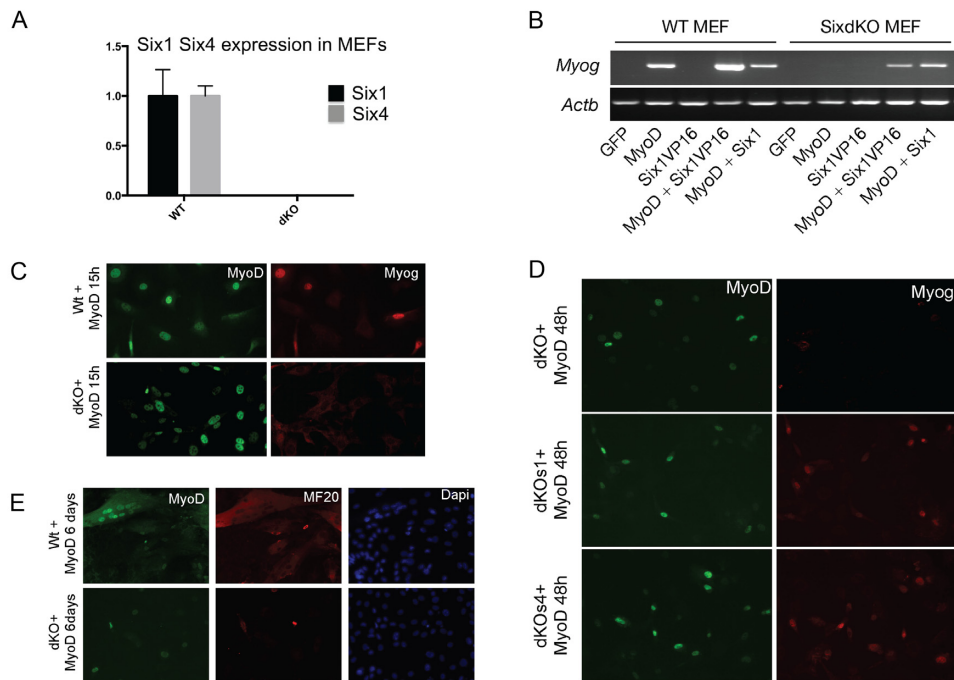 A
Six1 Six4 expression in MEFs
1.5
1.0
0.5
0.0
Six1
Six4
WT
dKO
B
WT MEF
SixdKO MEF
Myog
Actb
GFP
MyoD
Six1VP16
MyoD + Six1VP16
MyoD + Six1
GFP
MyoD
Six1VP16
MyoD + Six1VP16
MyoD + Six1
C
MyoD
Myog
Wt +
MyoD 15h
dKO+
MyoD 15h
D
MyoD
Myog
dKO+
MyoD 48h
dKOs1+
MyoD 48h
dKOs4+
MyoD 48h
E
MyoD
MF20
Dapi
Wt +
MyoD 6 days
dKO+
MyoD 6days